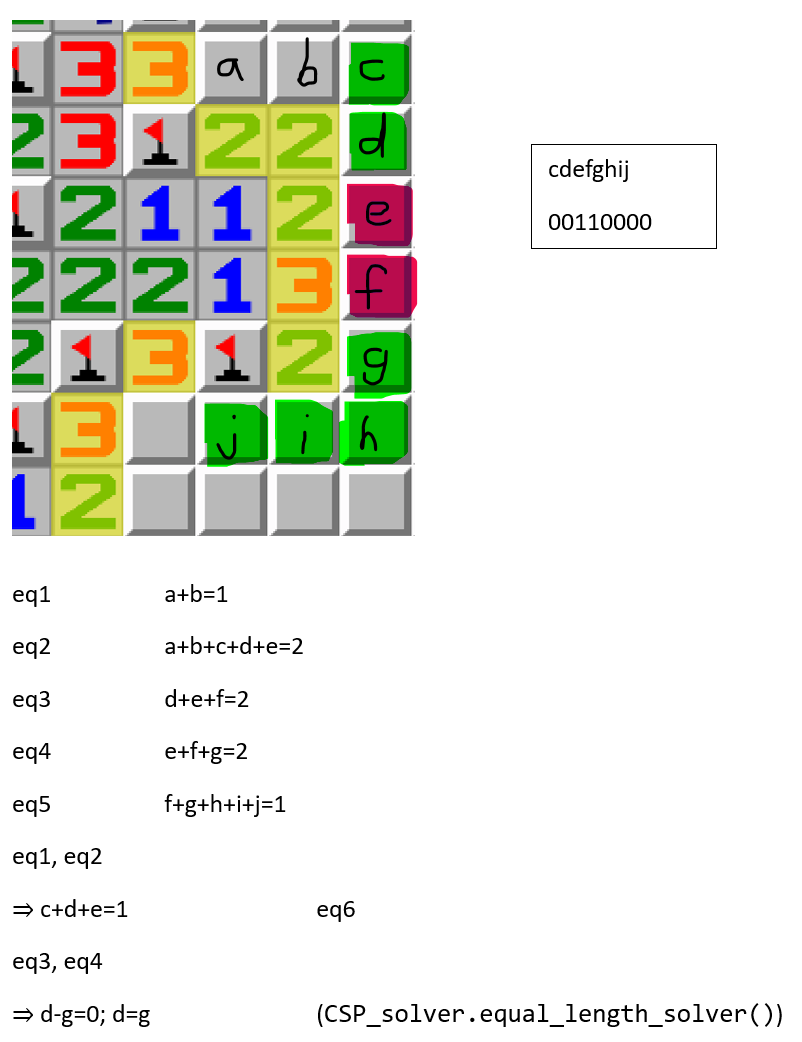 1 3 3 a b c
2 3 2 2 d
2 1 1 2 e
2 2 2 1 3 f
2 3 2 g
3 j i h
1 2
cdefghij
00110000
eq1 a+b=1
eq2 a+b+c+d+e=2
eq3 d+e+f=2
eq4 e+f+g=2
eq5 f+g+h+i+j=1
eq1, eq2
⇒ c+d+e=1 eq6
eq3, eq4
⇒ d-g=0; d=g (CSP_solver.equal_length_solver())